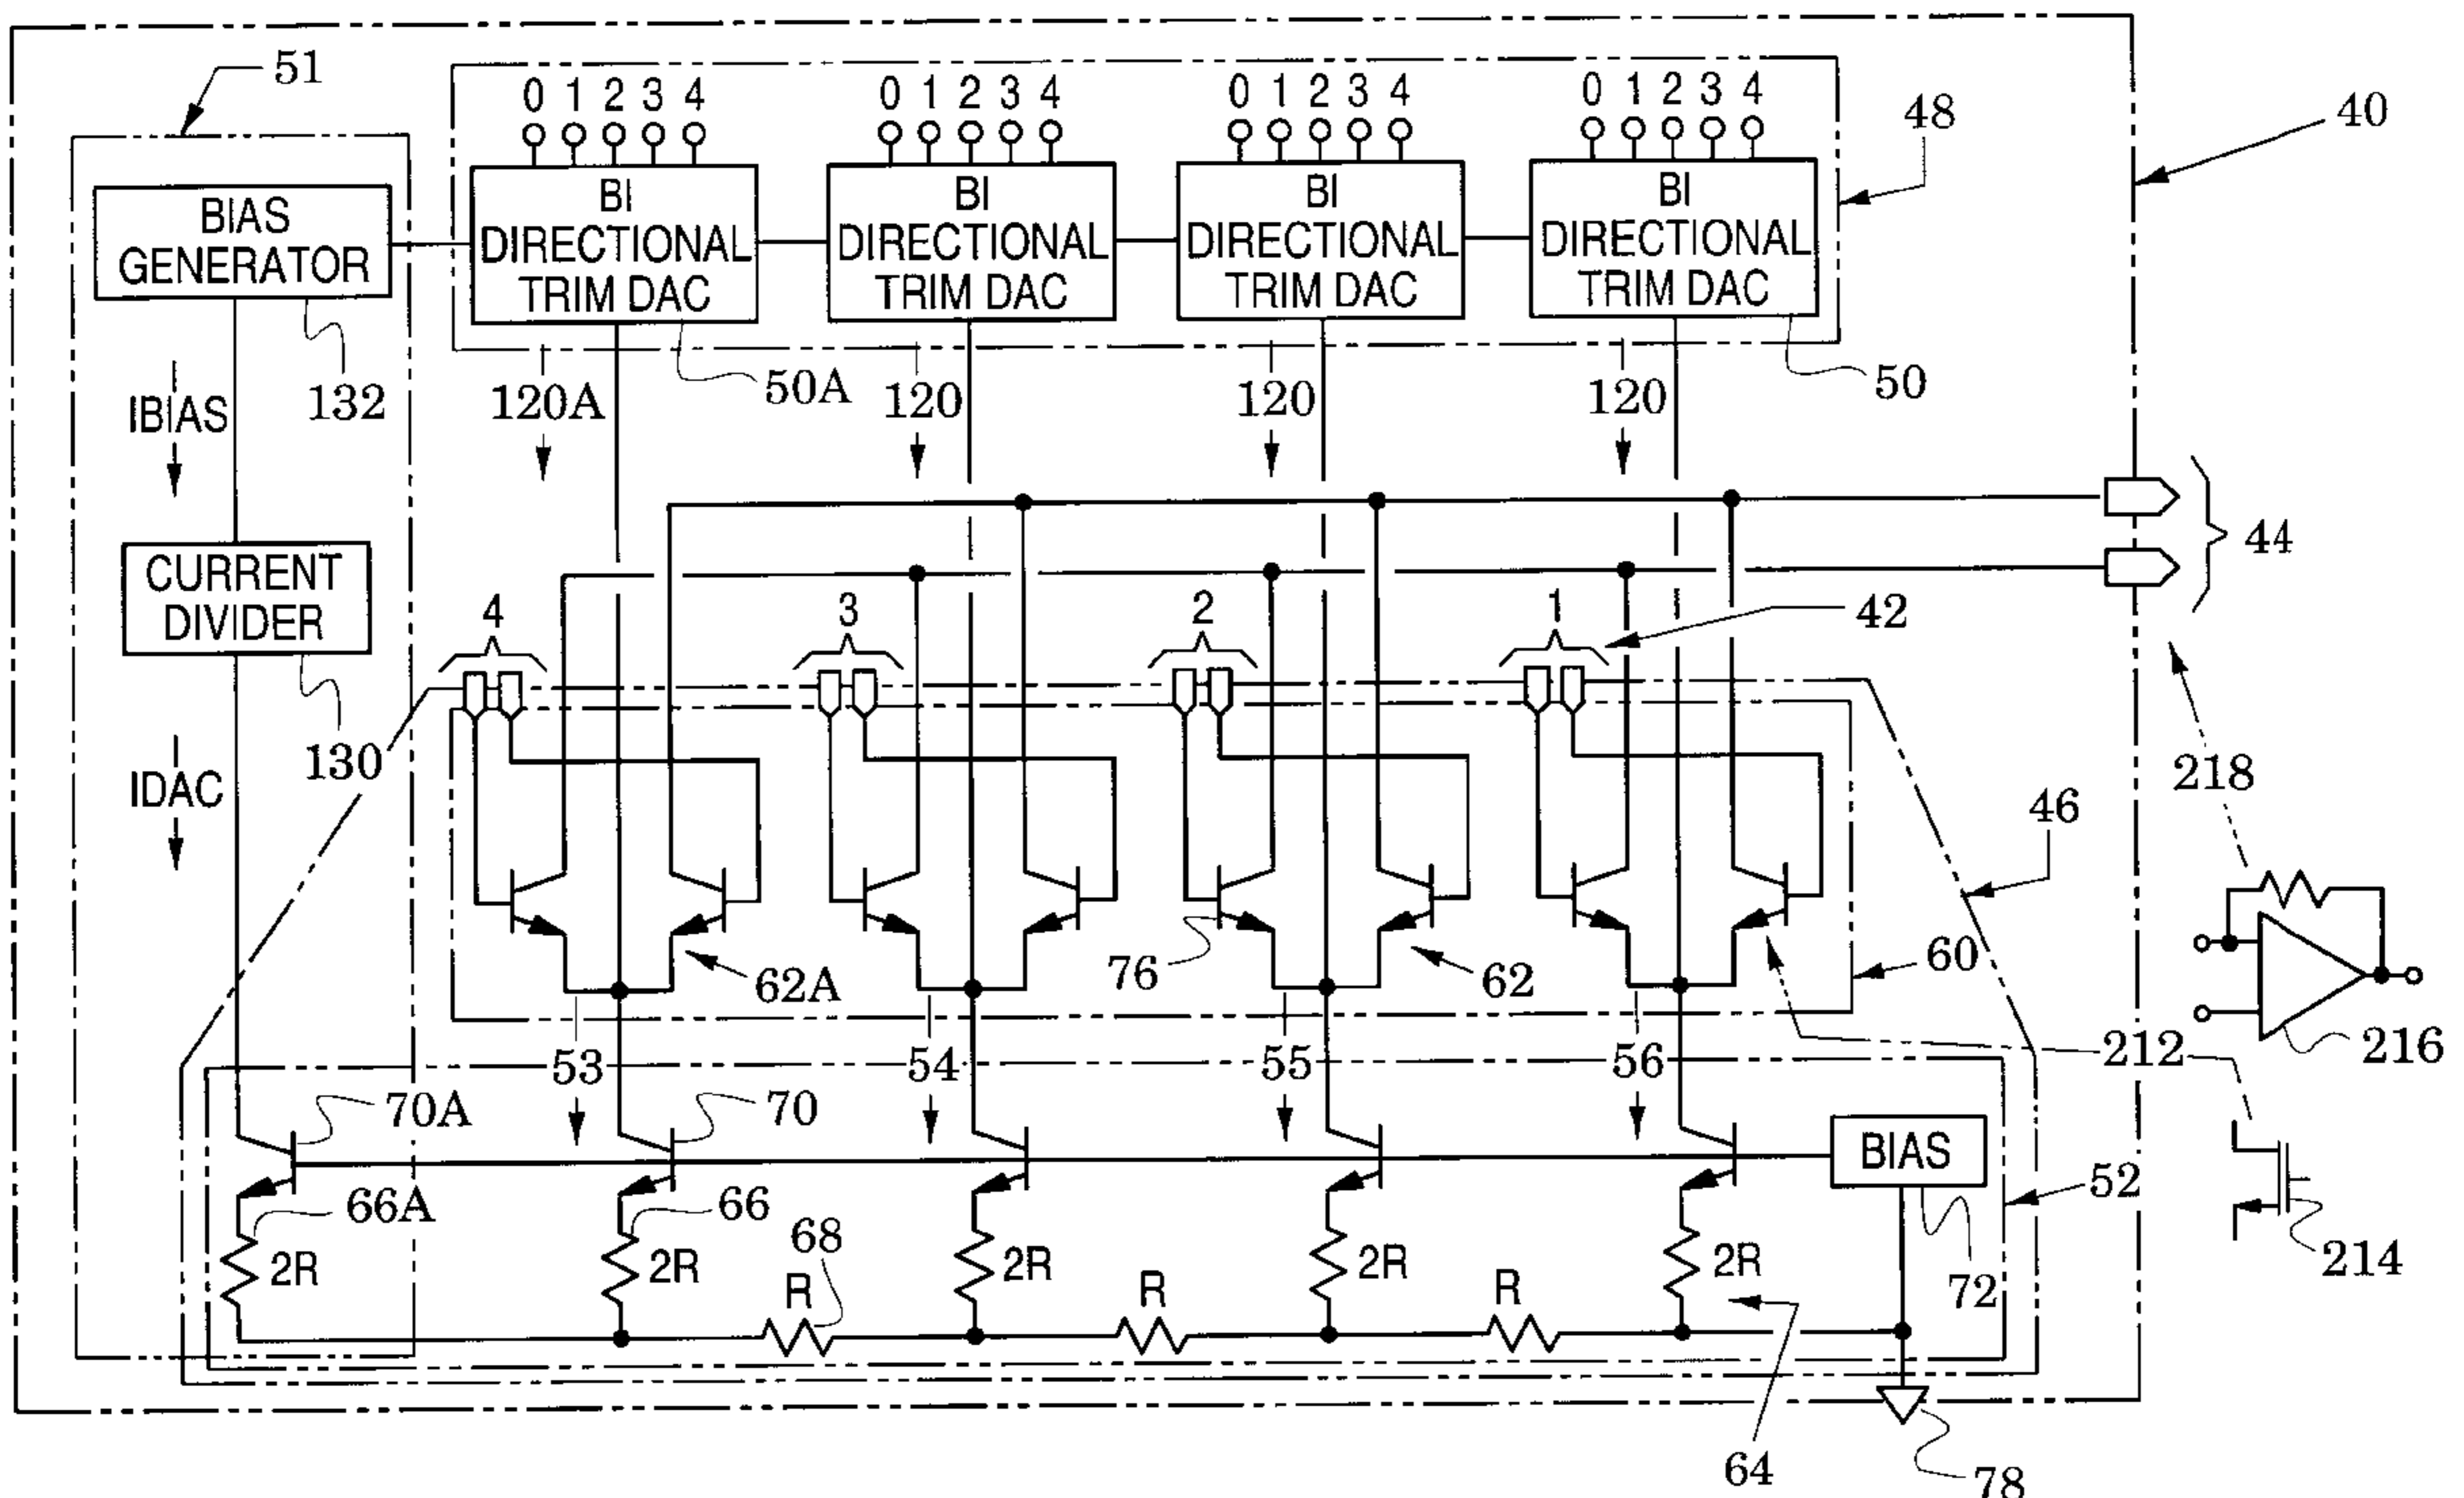 51
0 1 2 3 4
0 1 2 3 4
0 1 2 3 4
0 1 2 3 4
48
40
BIAS
GENERATOR
BI
DIRECTIONAL
TRIM DAC
BI
DIRECTIONAL
TRIM DAC
BI
DIRECTIONAL
TRIM DAC
BI
DIRECTIONAL
TRIM DAC
IBIAS
132
120A
50A
120
120
120
50
44
CURRENT
DIVIDER
4
3
2
1
42
130
IDAC
218
46
62A
76
62
60
53
54
55
56
212
216
70A
70
BIAS
52
66A
66
68
2R
2R
2R
2R
2R
R
R
R
72
214
64
78